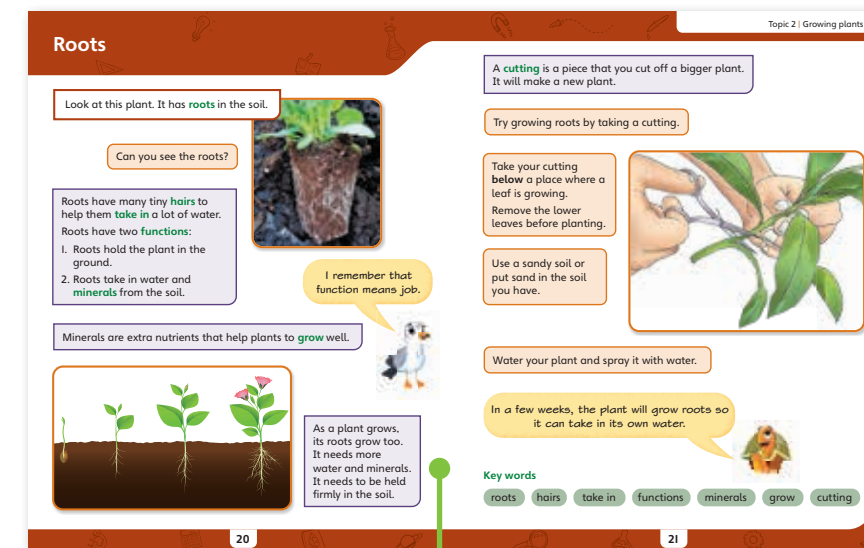 Roots
Look at this plant. It has roots in the soil.
Can you see the roots?
Roots have many tiny hairs to
help them take in a lot of water.
Roots have two functions:
1. Roots hold the plant in the
ground.
2. Roots take in water and
minerals from the soil.
I remember that
function means job.
Minerals are extra nutrients that help plants to grow well.
As a plant grows,
its roots grow too.
It needs more
water and minerals.
It needs to be held
firmly in the soil.
20
Topic 2 | Growing plants
A cutting is a piece that you cut off a bigger plant.
It will make a new plant.
Try growing roots by taking a cutting.
Take your cutting
below a place where a
leaf is growing.
Remove the lower
leaves before planting.
Use a sandy soil or
put sand in the soil
you have.
Water your plant and spray it with water.
In a few weeks, the plant will grow roots so
it can take in its own water.
Key words
roots hairs take in functions minerals grow cutting
21